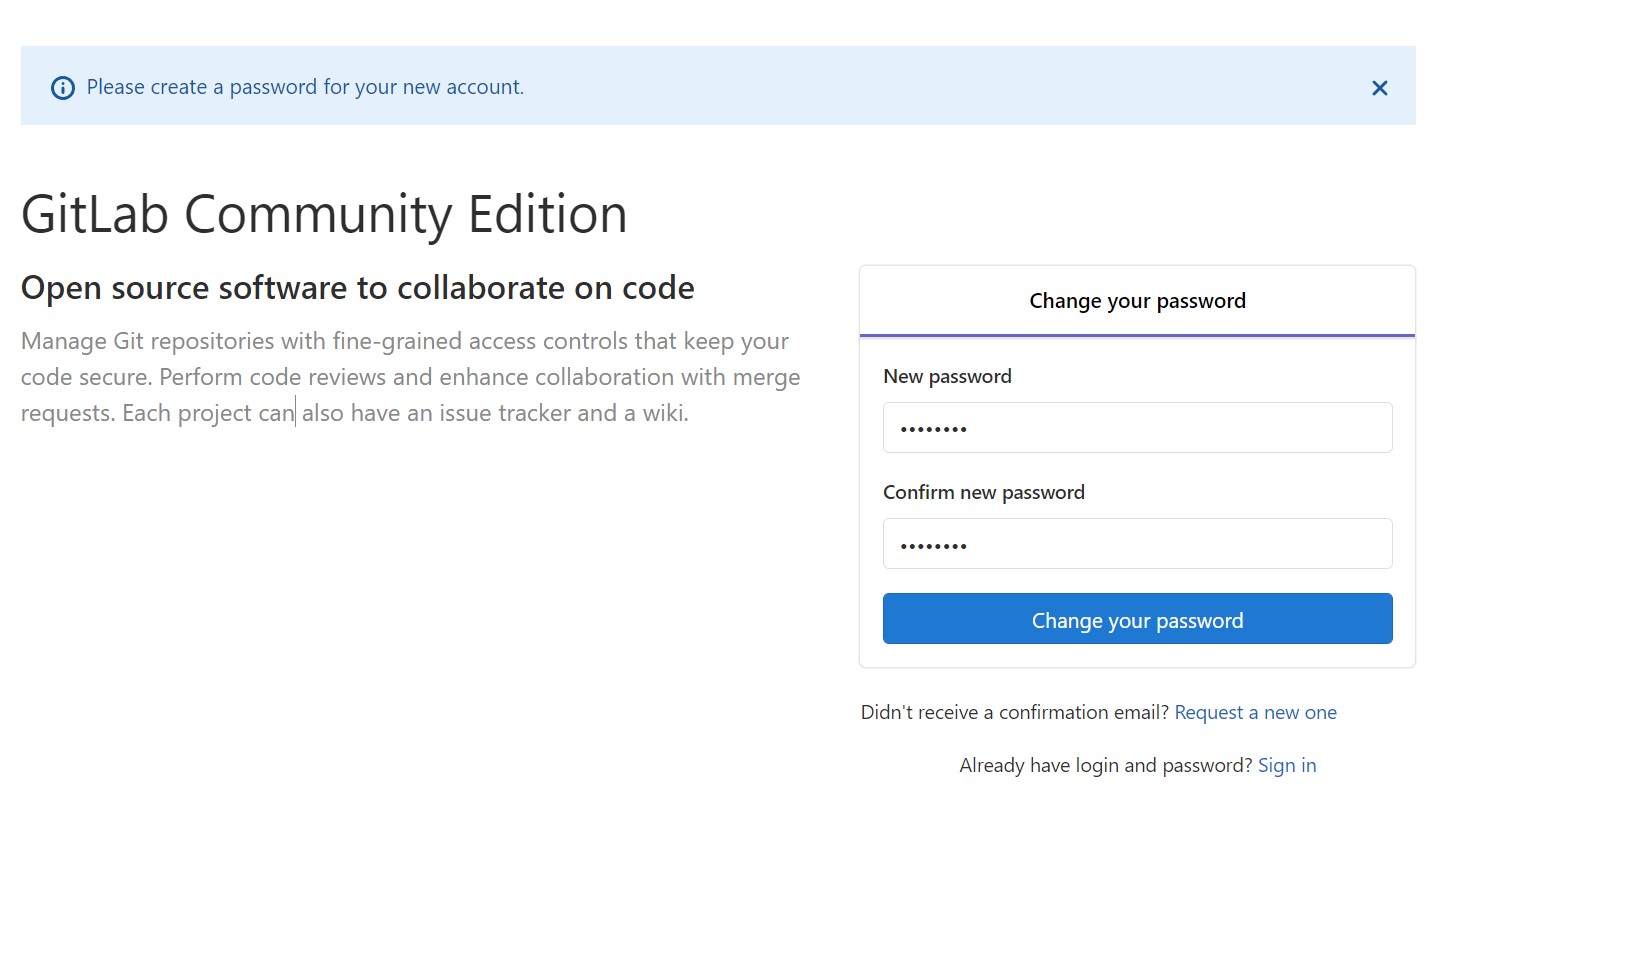 Please create a password for your new account.
GitLab Community Edition
Open source software to collaborate on code
Manage Git repositories with fine-grained access controls that keep your
code secure. Perform code reviews and enhance collaboration with merge
requests. Each project can also have an issue tracker and a wiki.
Change your password
New password
••••••••
Confirm new password
••••••••
Change your password
Didn't receive a confirmation email? Request a new one
Already have login and password? Sign in